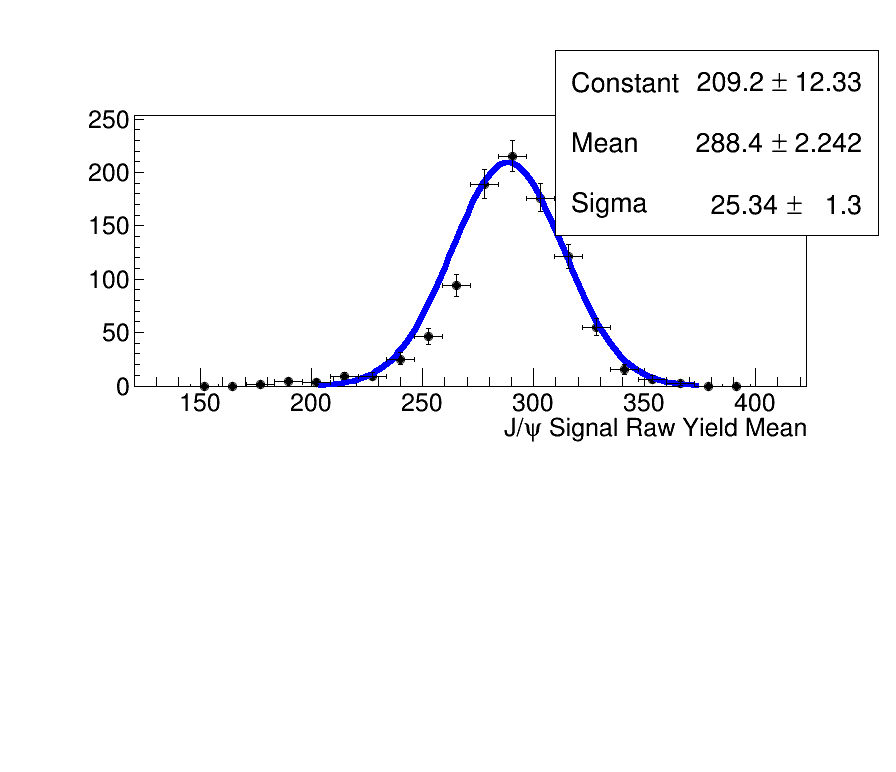 Constant 209.2 ± 12.33
Mean 288.4 ± 2.242
Sigma 25.34 ± 1.3
250
200
150
100
50
0
150 200 250 300 350 400
J/ψ Signal Raw Yield Mean